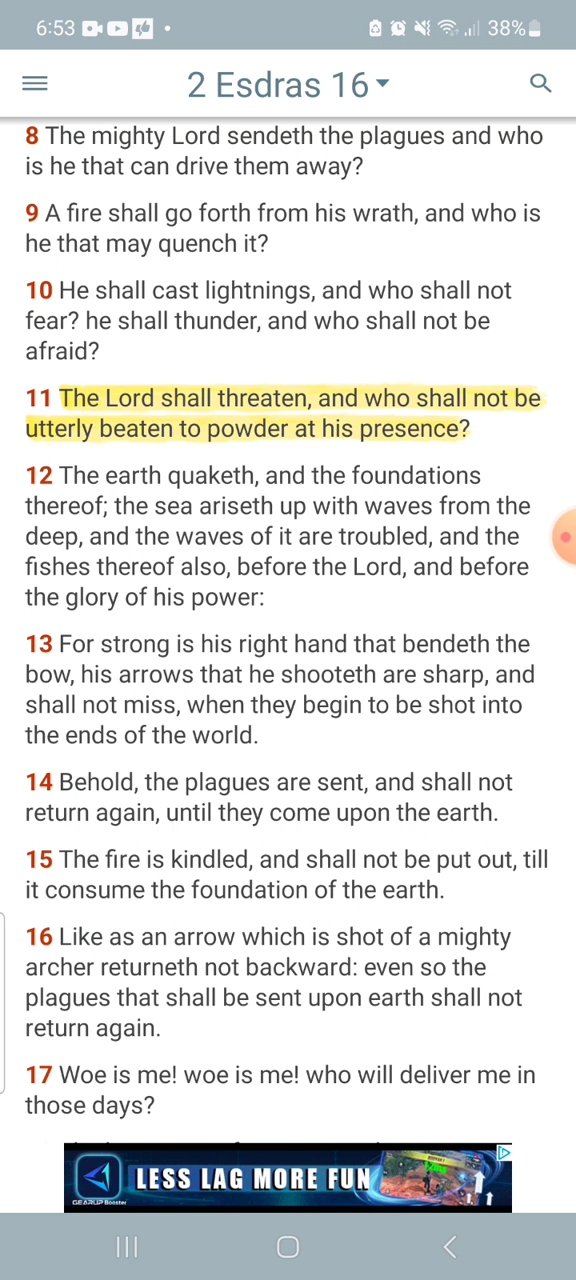 6:53
38%
2 Esdras 16
8 The mighty Lord sendeth the plagues and who
is he that can drive them away?
9 A fire shall go forth from his wrath, and who is
he that may quench it?
10 He shall cast lightnings, and who shall not
fear? he shall thunder, and who shall not be
afraid?
11 The Lord shall threaten, and who shall not be
utterly beaten to powder at his presence?
12 The earth quaketh, and the foundations
thereof; the sea ariseth up with waves from the
deep, and the waves of it are troubled, and the
fishes thereof also, before the Lord, and before
the glory of his power:
13 For strong is his right hand that bendeth the
bow, his arrows that he shooteth are sharp, and
shall not miss, when they begin to be shot into
the ends of the world.
14 Behold, the plagues are sent, and shall not
return again, until they come upon the earth.
15 The fire is kindled, and shall not be put out, till
it consume the foundation of the earth.
16 Like as an arrow which is shot of a mighty
archer returneth not backward: even so the
plagues that shall be sent upon earth shall not
return again.
17 Woe is me! woe is me! who will deliver me in
those days?
LESS LAG MORE FUN
GEARUP Booster